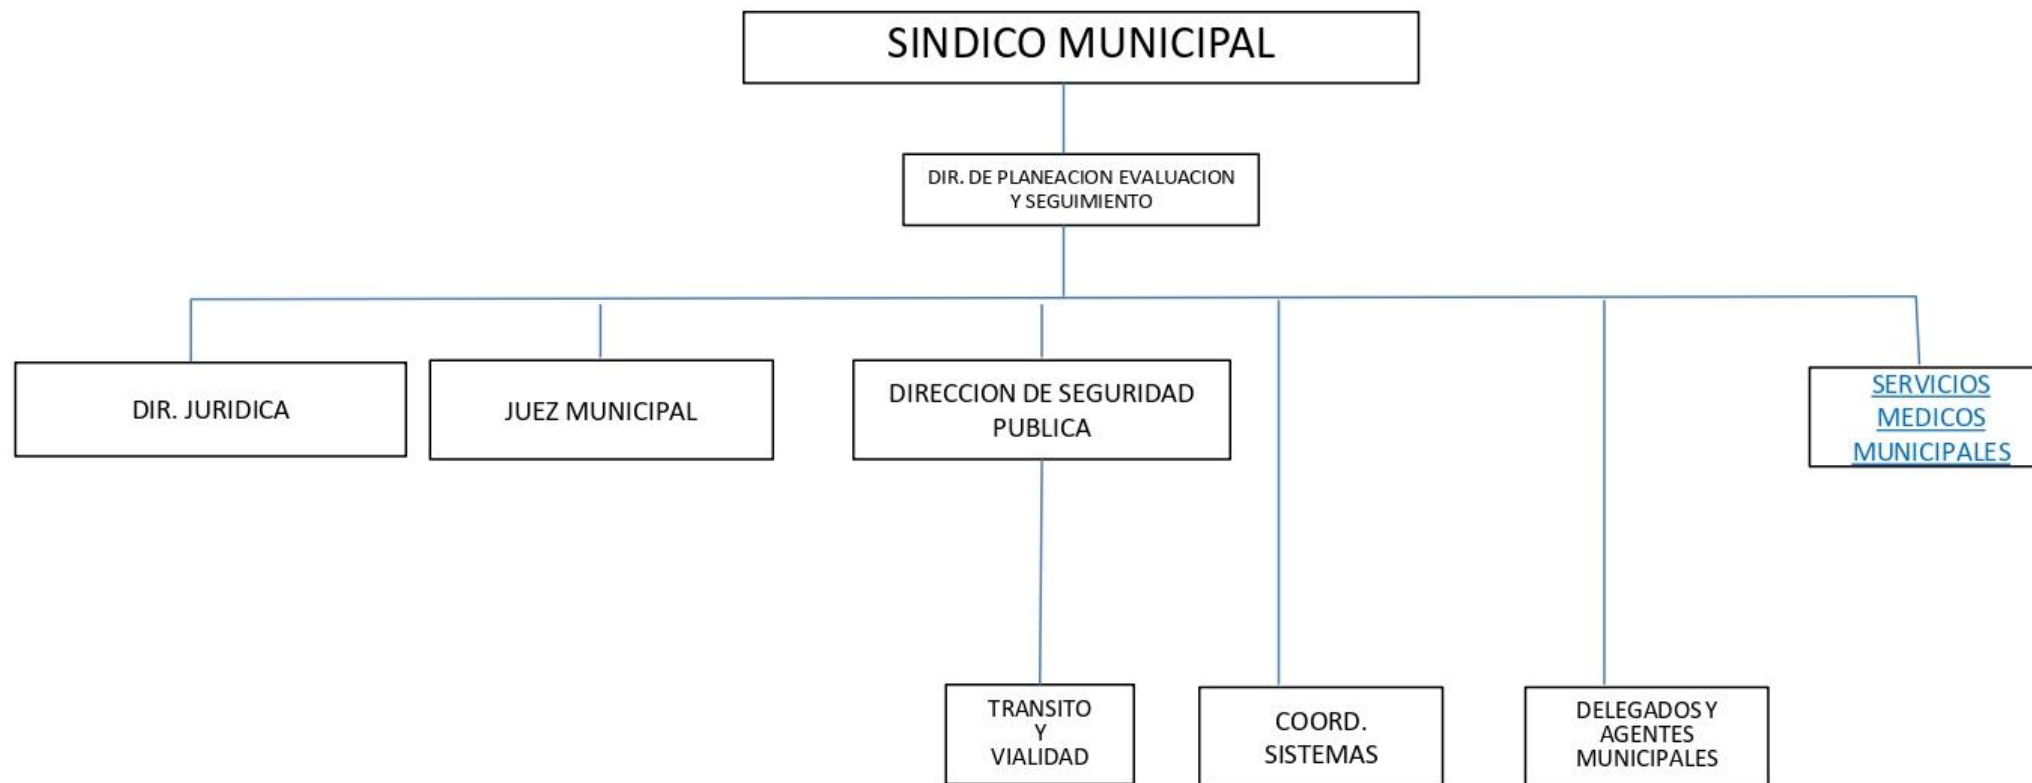 SINDICO MUNICIPAL
DIR. DE PLANEACION EVALUACION
Y SEGUIMIENTO
DIR. JURIDICA
JUEZ MUNICIPAL
DIRECCION DE SEGURIDAD
PUBLICA
SERVICIOS
MEDICOS
MUNICIPALES
TRANSITO
Y
VIALIDAD
COORD.
SISTEMAS
DELEGADOS Y
AGENTES
MUNICIPALES